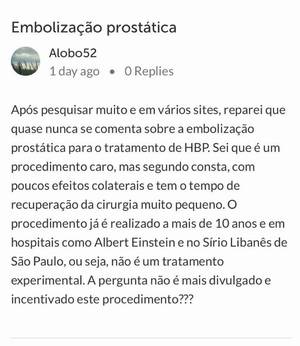 Embolização prostática
Alobo52
1 day ago • 0 Replies
Após pesquisar muito e em vários sites, reparei que
quase nunca se comenta sobre a embolização
prostática para o tratamento de HBP. Sei que é um
procedimento caro, mas segundo consta, com
poucos efeitos colaterais e tem o tempo de
recuperação da cirurgia muito pequeno. O
procedimento já é realizado a mais de 10 anos e em
hospitais como Albert Einstein e no Sírio Libanês de
São Paulo, ou seja, não é um tratamento
experimental. A pergunta não é mais divulgado e
incentivado este procedimento???